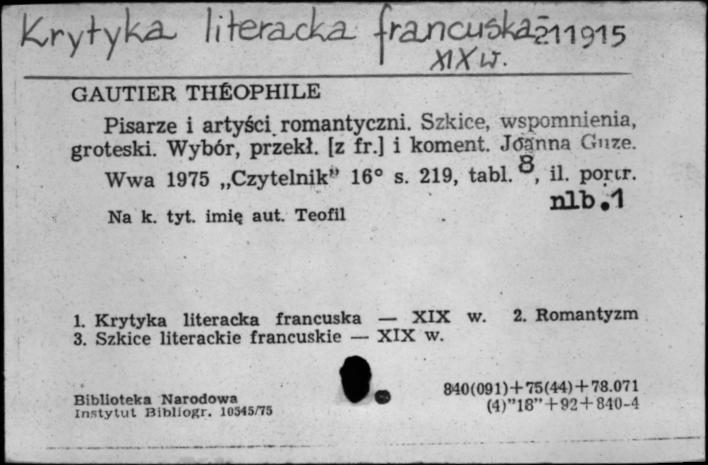 Krytyka literacka francuska 211915
XIX w.
GAUTIER THÉOPHILE
Pisarze i artyści romantyczni. Szkice, wspomnienia,
groteski. Wybór, przekł. [z fr.] i koment. Joanna Guze.
Wwa 1975 „Czytelnik” 16° s. 219, tabl. 8, il. portr.
nlb.1
Na k. tyt. imię aut. Teofil
1. Krytyka literacka francuska — XIX w. 2. Romantyzm
3. Szkice literackie francuskie — XIX w.
840(091)+75(44)+78.071
Biblioteka Narodowa
(4)”18”+92+840-4
Instytut Bibliogr. 10545/75